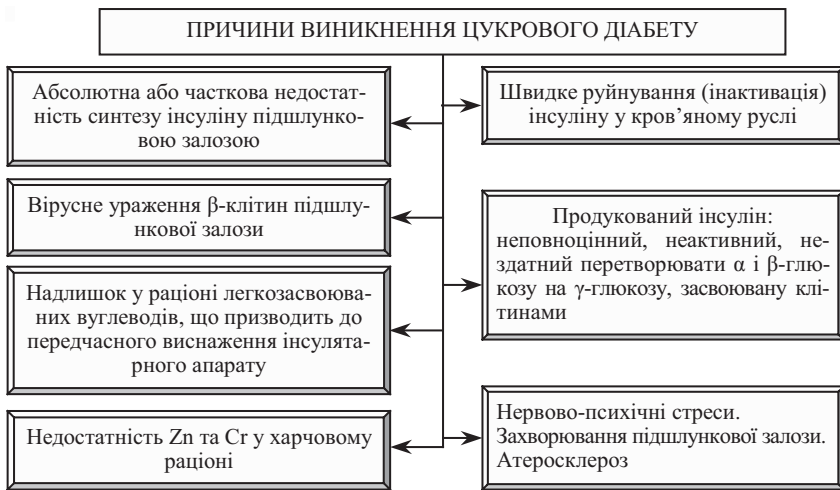 ПРИЧИНИ ВИНИКНЕННЯ ЦУКРОВОГО ДІАБЕТУ
Абсолютна або часткова недостат-
ність синтезу інсуліну підшлунко-
вою залозою
Вірусне ураження β-клітин підшлу-
нкової залози
Надлишок у раціоні легкозасвоюва-
них вуглеводів, що призводить до
передчасного виснаження інсулята-
рного апарату
Недостатність Zn та Cr у харчовому
раціоні
Швидке руйнування (інактивація)
інсуліну у кров’яному руслі
Продукований інсулін:
неповноцінний, неактивний, не-
здатний перетворювати α і β-глю-
козу на γ-глюкозу, засвоювану клі-
тинами
Нервово-психічні стреси.
Захворювання підшлункової залози.
Атеросклероз